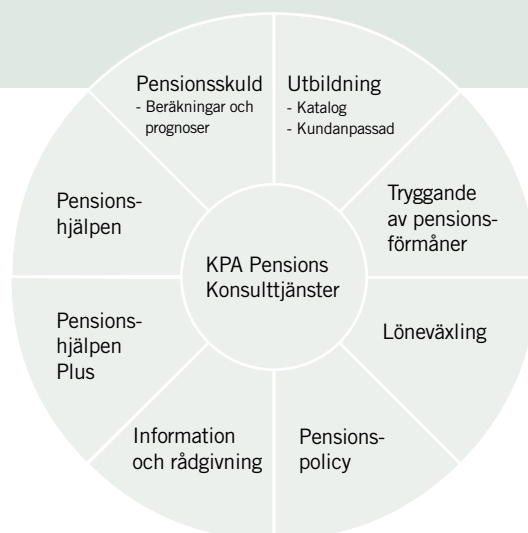 Pensionsskuld
- Beräkningar och
prognoser
Utbildning
- Katalog
- Kundanpassad
Tryggande
av pensions-
förmåner
Löneväxling
Pensions-
policy
Information
och rådgivning
Pensions-
hjälpen
Plus
Pensions-
hjälpen
KPA Pensions
Konsulttjänster